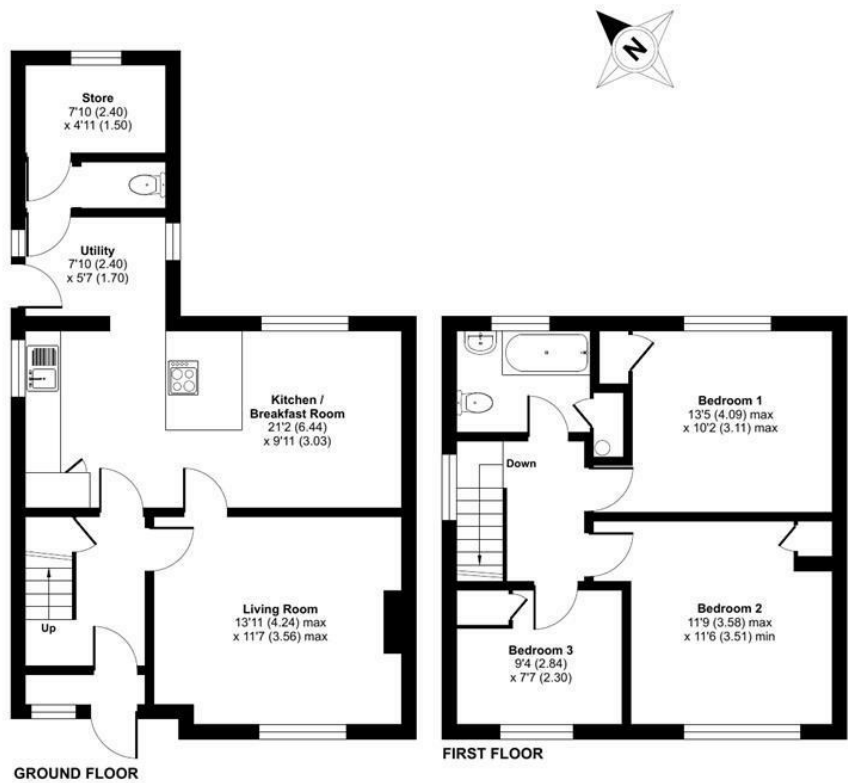 N
Store
7'10 (2.40)
x 4'11 (1.50)
Utility
7'10 (2.40)
x 5'7 (1.70)
Kitchen /
Breakfast Room
21'2 (6.44)
x 9'11 (3.03)
Living Room
13'11 (4.24) max
x 11'7 (3.56) max
Up
GROUND FLOOR
Bedroom 1
13'5 (4.09) max
x 10'2 (3.11) max
Down
Bedroom 2
11'9 (3.58) max
x 11'6 (3.51) min
Bedroom 3
9'4 (2.84)
x 7'7 (2.30)
FIRST FLOOR